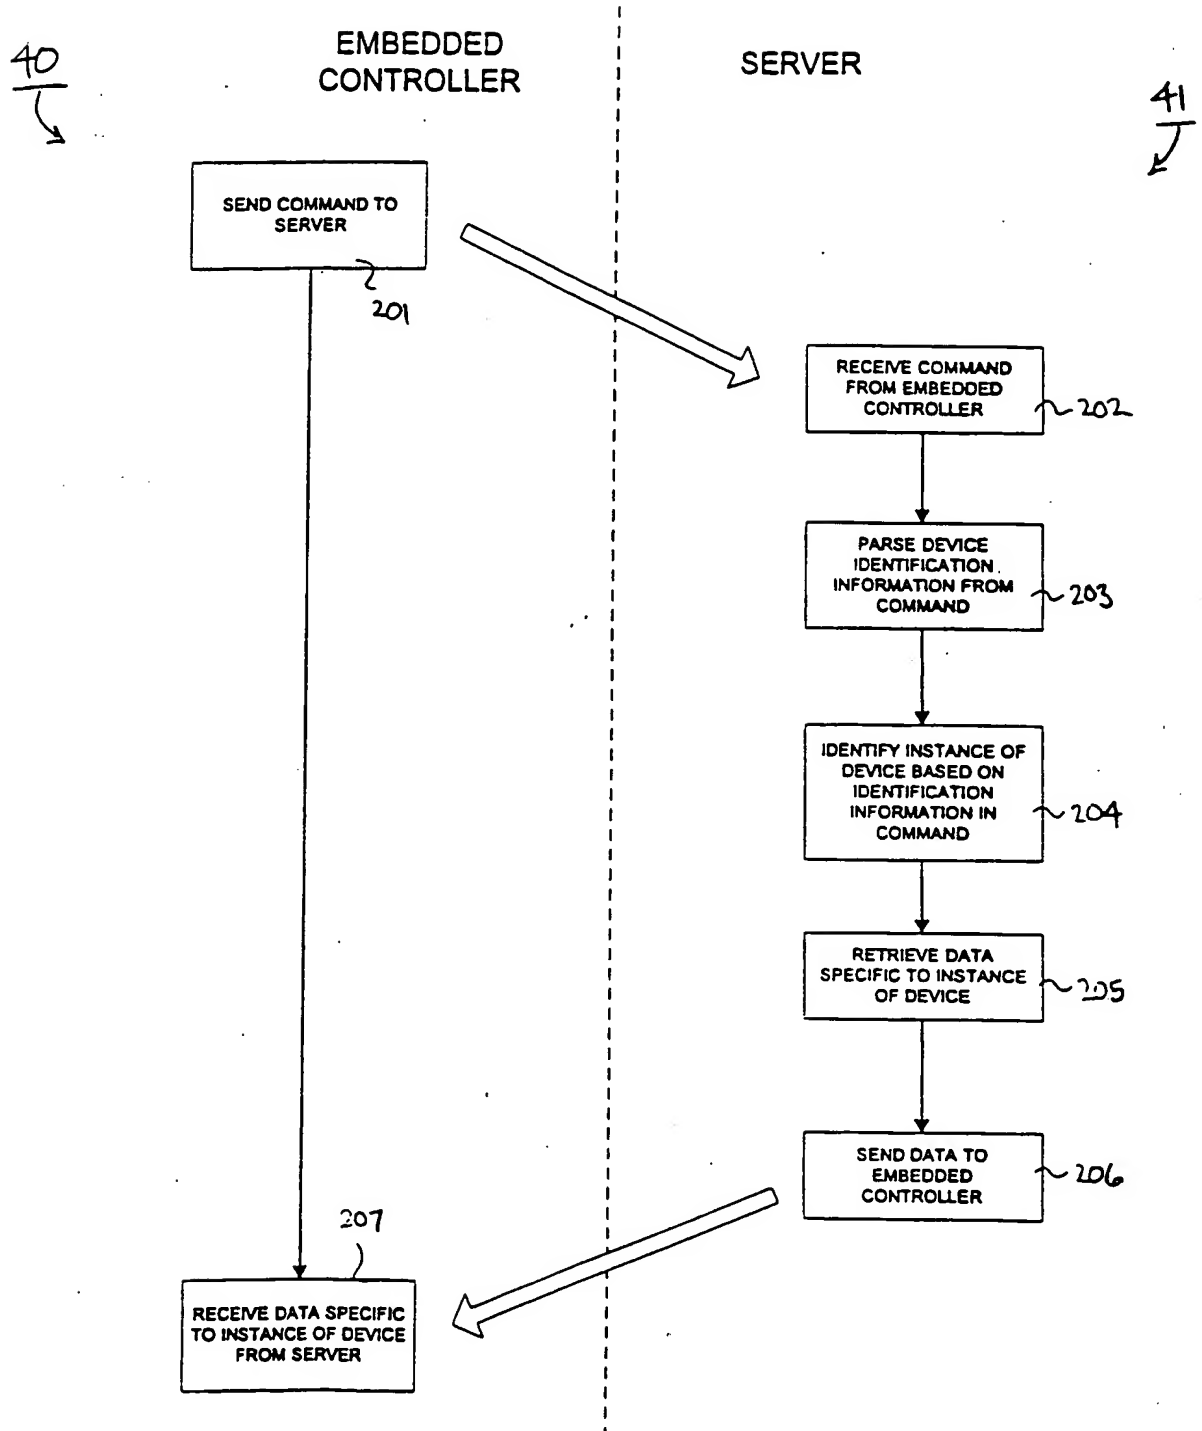 40
EMBEDDED
CONTROLLER
SERVER
41
SEND COMMAND TO
SERVER
201
RECEIVE COMMAND
FROM EMBEDDED
CONTROLLER
202
PARSE DEVICE
IDENTIFICATION
INFORMATION FROM
COMMAND
203
IDENTIFY INSTANCE OF
DEVICE BASED ON
IDENTIFICATION
INFORMATION IN
COMMAND
204
RETRIEVE DATA
SPECIFIC TO INSTANCE
OF DEVICE
205
SEND DATA TO
EMBEDDED
CONTROLLER
206
207
RECEIVE DATA SPECIFIC
TO INSTANCE OF DEVICE
FROM SERVER